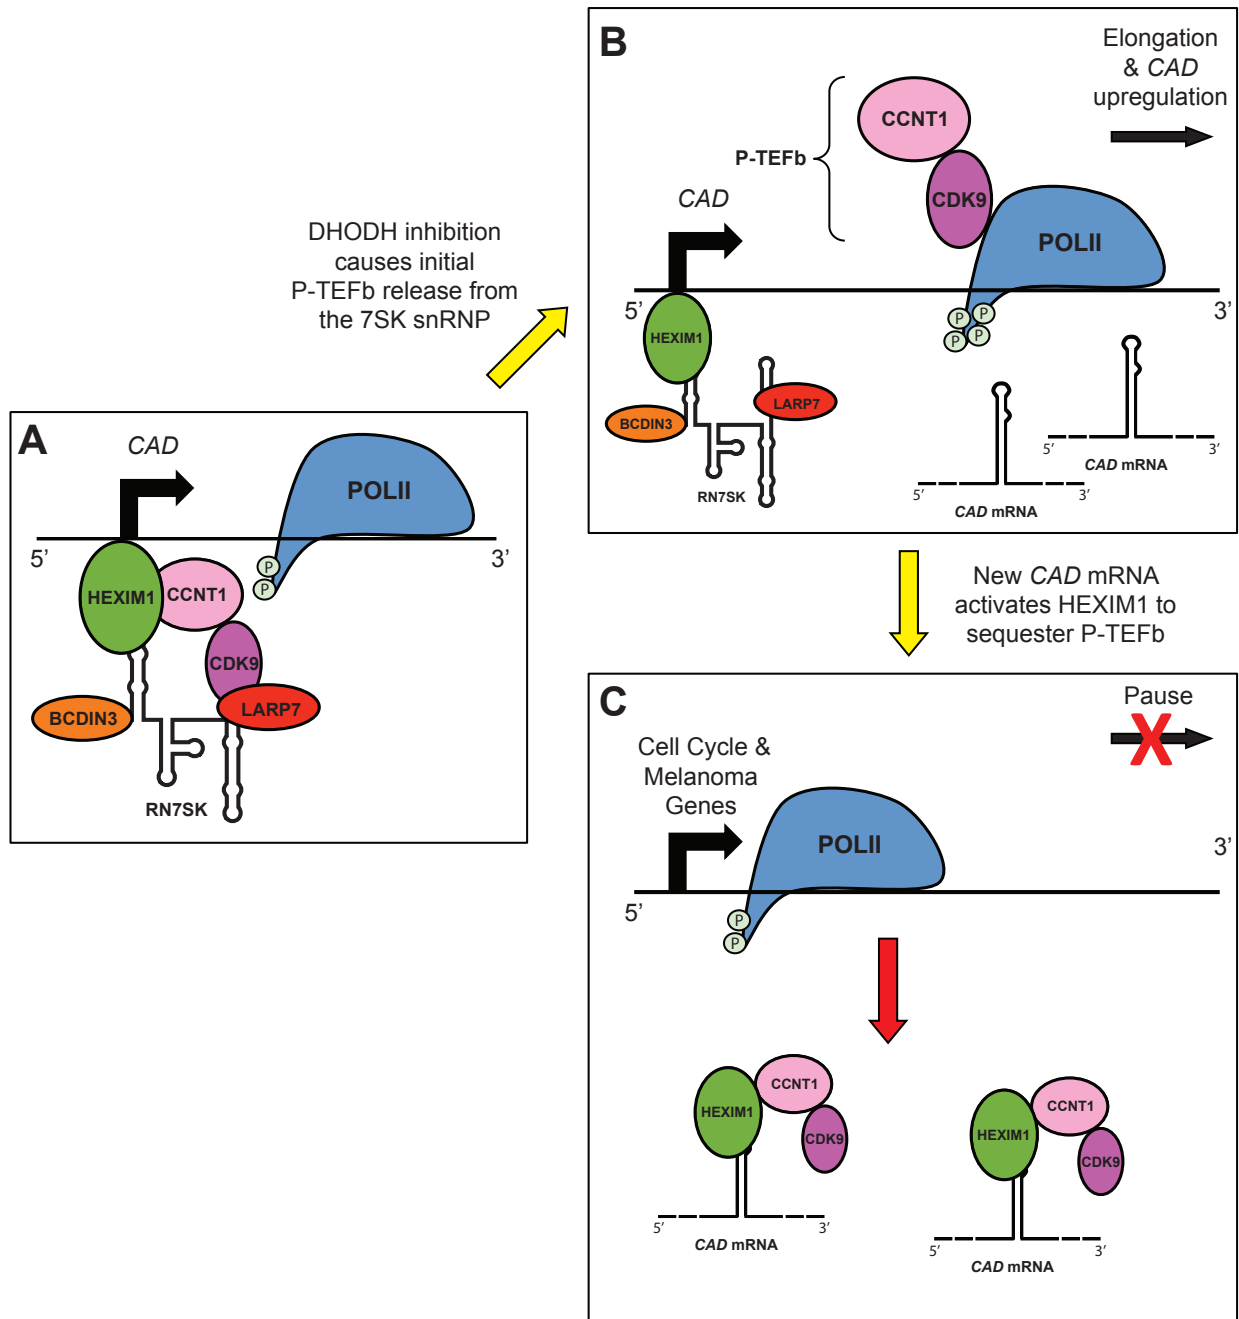 B
Elongation
& CAD
upregulation
CCNT1
P-TEFb
CDK9
CAD
POLII
5’
3’
HEXIM1
P
P
P
P
BCDIN3
LARP7
RN7SK
5’
3’
CAD mRNA
5’
3’
CAD mRNA
DHODH inhibition
causes initial
P-TEFb release from
the 7SK snRNP
A
CAD
POLII
5’
3’
P
P
HEXIM1
CCNT1
CDK9
BCDIN3
LARP7
RN7SK
New CAD mRNA
activates HEXIM1 to
sequester P-TEFb
C
Pause
X
Cell Cycle &
Melanoma
Genes
POLII
5’
3’
P
P
HEXIM1
CCNT1
CDK9
5’
3’
CAD mRNA
HEXIM1
CCNT1
CDK9
5’
3’
CAD mRNA